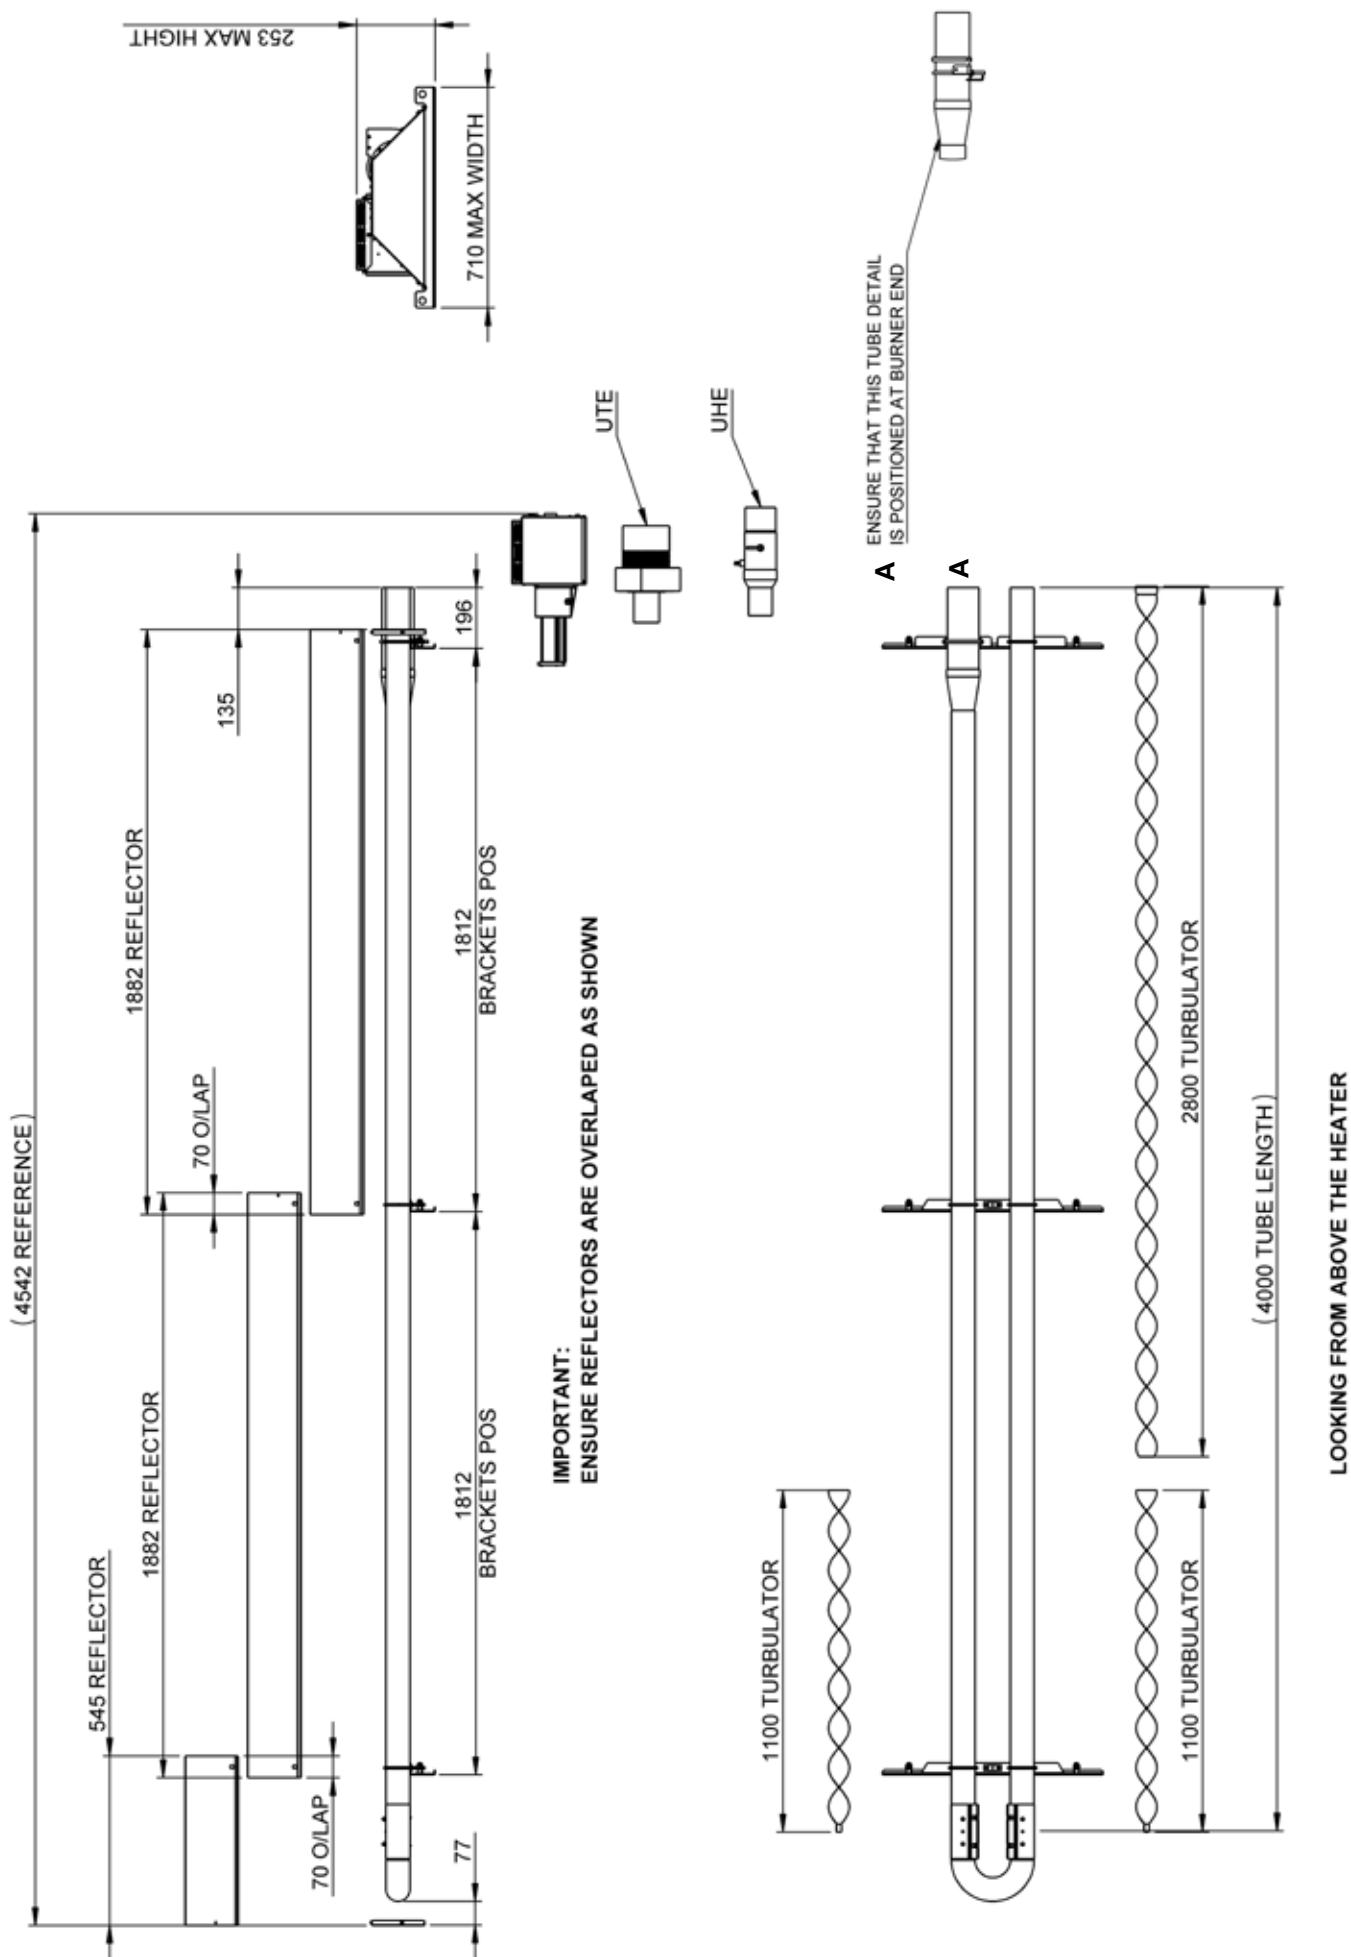 253 MAX HIGHT
710 MAX WIDTH
( 4542 REFERENCE )
545 REFLECTOR
1882 REFLECTOR
1882 REFLECTOR
70 O/LAP
70 O/LAP
135
77
1812
BRACKETS POS
1812
BRACKETS POS
196
UTE
UHE
IMPORTANT:
ENSURE REFLECTORS ARE OVERLAPED AS SHOWN
ENSURE THAT THIS TUBE DETAIL
IS POSITIONED AT BURNER END
A
A
1100 TURBULATOR
1100 TURBULATOR
2800 TURBULATOR
( 4000 TUBE LENGTH )
LOOKING FROM ABOVE THE HEATER